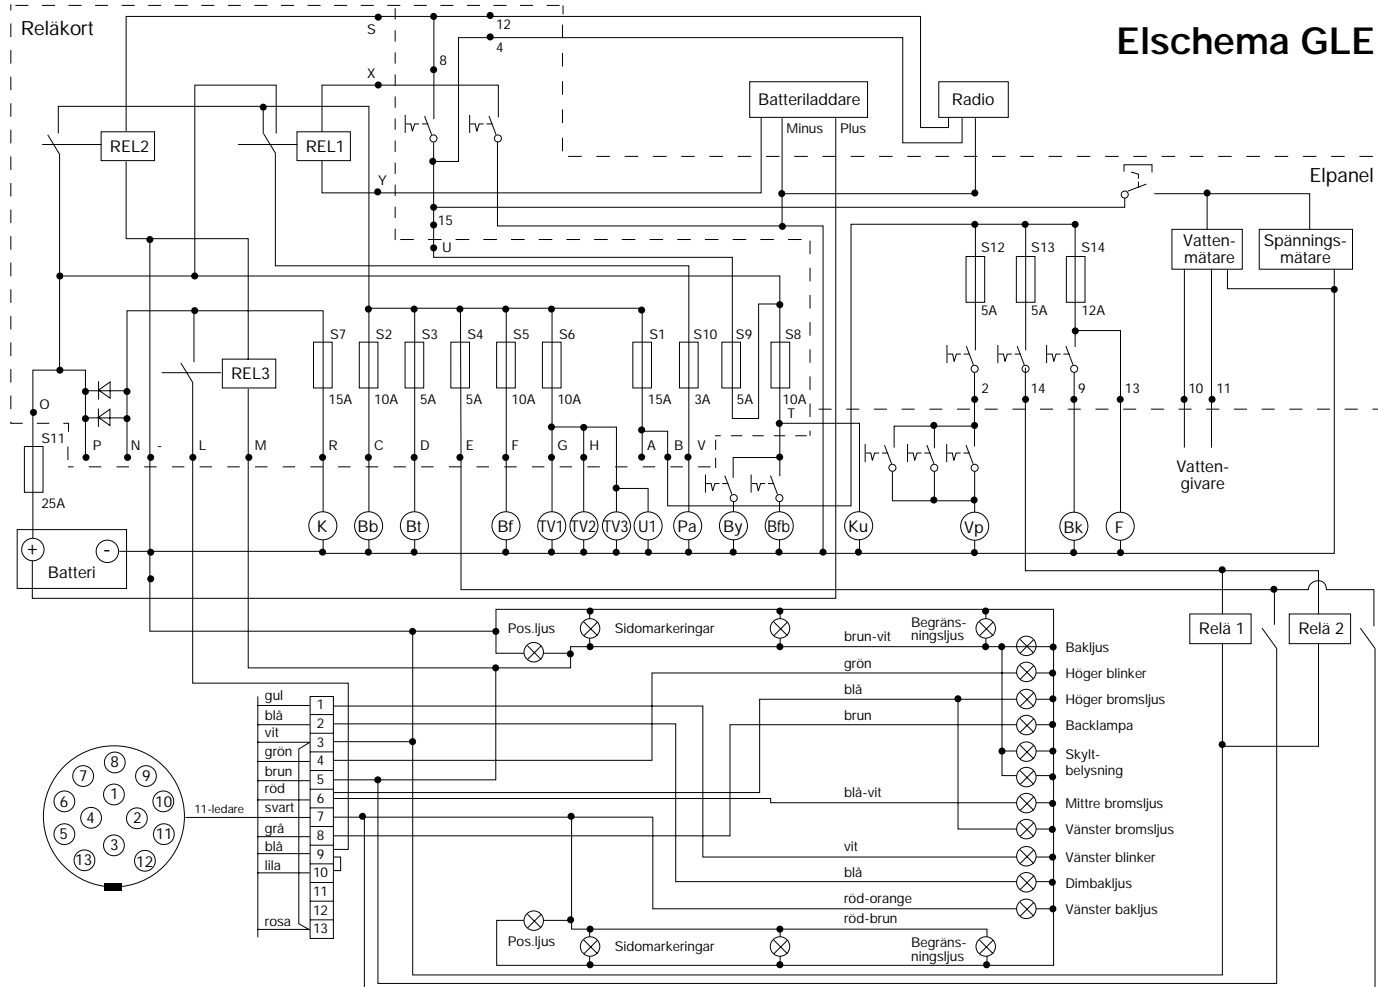 Reläkort
Elschema GLE
S
12
4
8
X
Batteriladdare
Radio
Minus
Plus
REL2
REL1
Y
Elpanel
15
U
Vatten-
mätare
Spännings-
mätare
S12
S13
S14
5A
5A
12A
S7
S2
S3
S4
S5
S6
S1
S10
S9
S8
REL3
15A
10A
5A
5A
10A
10A
15A
3A
5A
10A
T
O
S11
25A
P
N
-
L
M
R
C
D
E
F
G
H
A
B
V
2
14
9
13
10
11
Vatten-
givare
K
Bb
Bt
Bf
TV1
TV2
TV3
U1
Pa
By
Bfb
Ku
Vp
Bk
F
+
-
Batteri
Relä 1
Relä 2
Pos.ljus
Sidomarkeringar
Begräns-
ningsljus
brun-vit
Bakljus
grön
Höger blinker
blå
Höger bromsljus
brun
Backlampa
Skylt-
belysning
blå-vit
Mittre bromsljus
Vänster bromsljus
vit
Vänster blinker
blå
Dimbakljus
röd-orange
Vänster bakljus
röd-brun
Pos.ljus
Sidomarkeringar
Begräns-
ningsljus
gul
1
blå
2
vit
3
grön
4
brun
5
röd
6
svart
7
grå
8
blå
9
lila
10
11
12
rosa
13
11-ledare
8
7
9
1
6
10
4
2
5
11
3
13
12